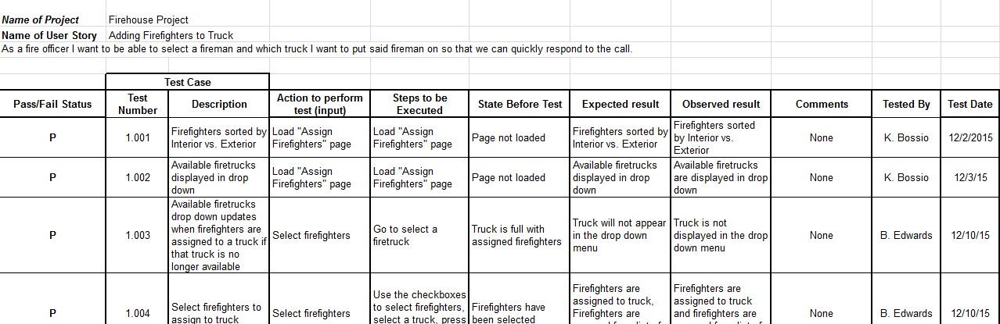 Name of Project Firehouse Project
Name of User Story Adding Firefighters to Truck
As a fire officer I want to be able to select a fireman and which truck I want to put said fireman on so that we can quickly respond to the call.
Test Case
Pass/Fail Status
Test
Number
Description
Action to perform
test (input)
Steps to be
Executed
State Before Test
Expected result
Observed result
Comments
Tested By
Test Date
P
1.001
Firefighters sorted by
Interior vs. Exterior
Load "Assign
Firefighters" page
Load "Assign
Firefighters" page
Page not loaded
Firefighters sorted by
Interior vs. Exterior
Firefighters sorted
by Interior vs.
Exterior
None
K. Bossio
12/2/2015
P
1.002
Available firetrucks
displayed in drop
down
Load "Assign
Firefighters" page
Load "Assign
Firefighters" page
Page not loaded
Available firetrucks
displayed in drop
down
Available firetrucks
are displayed in drop
down
None
K. Bossio
12/3/15
P
1.003
Available firetrucks
drop down updates
when firefighters are
assigned to a truck if
that truck is no
longer available
Select firefighters
Go to select a
firetruck
Truck is full with
assigned firefighters
Truck will not appear
in the drop down
menu
Truck is not
displayed in the drop
down menu
None
B. Edwards
12/10/15
P
1.004
Select firefighters to
assign to truck
Select firefighters
Use the checkboxes
to select firefighters,
select a truck, press
Firefighters have
been selected
Firefighters are
assigned to truck,
Firefighters are
Firefighters are
assigned to truck
and firefighters are
None
B. Edwards
12/10/15